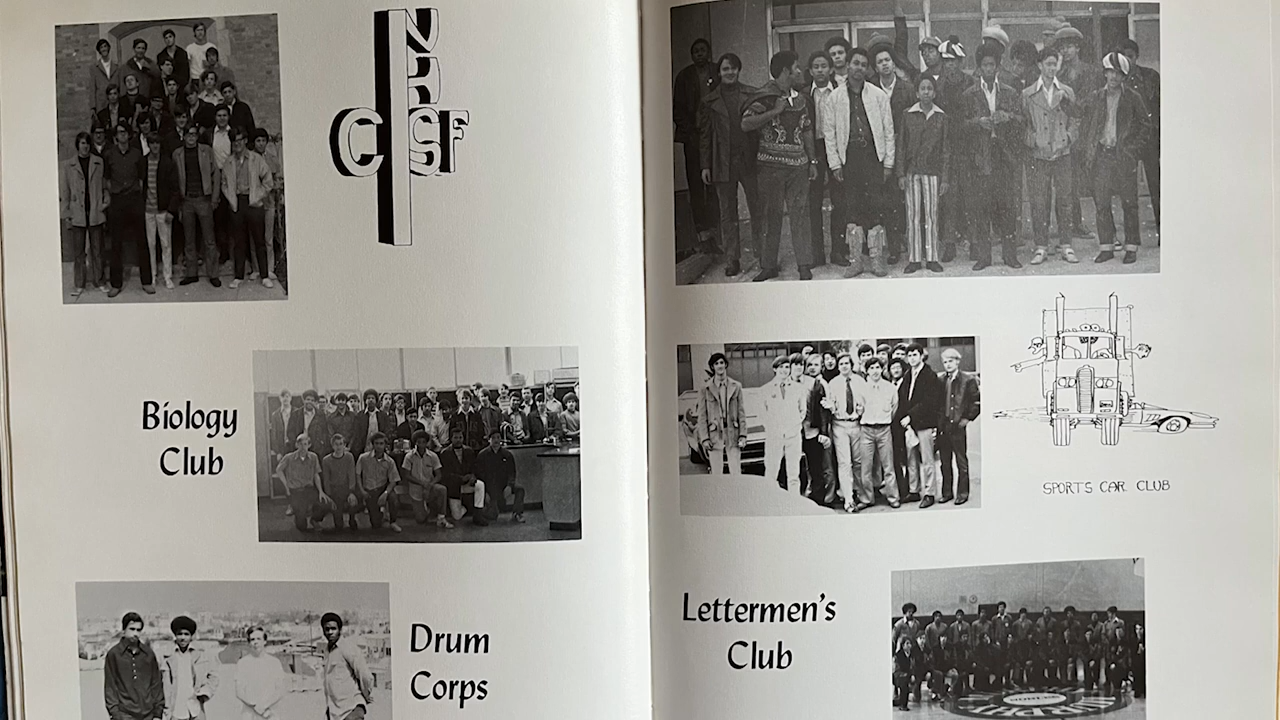 CSF
Biology
Club
Drum
Corps
SPORTS CAR CLUB
Lettermen's
Club